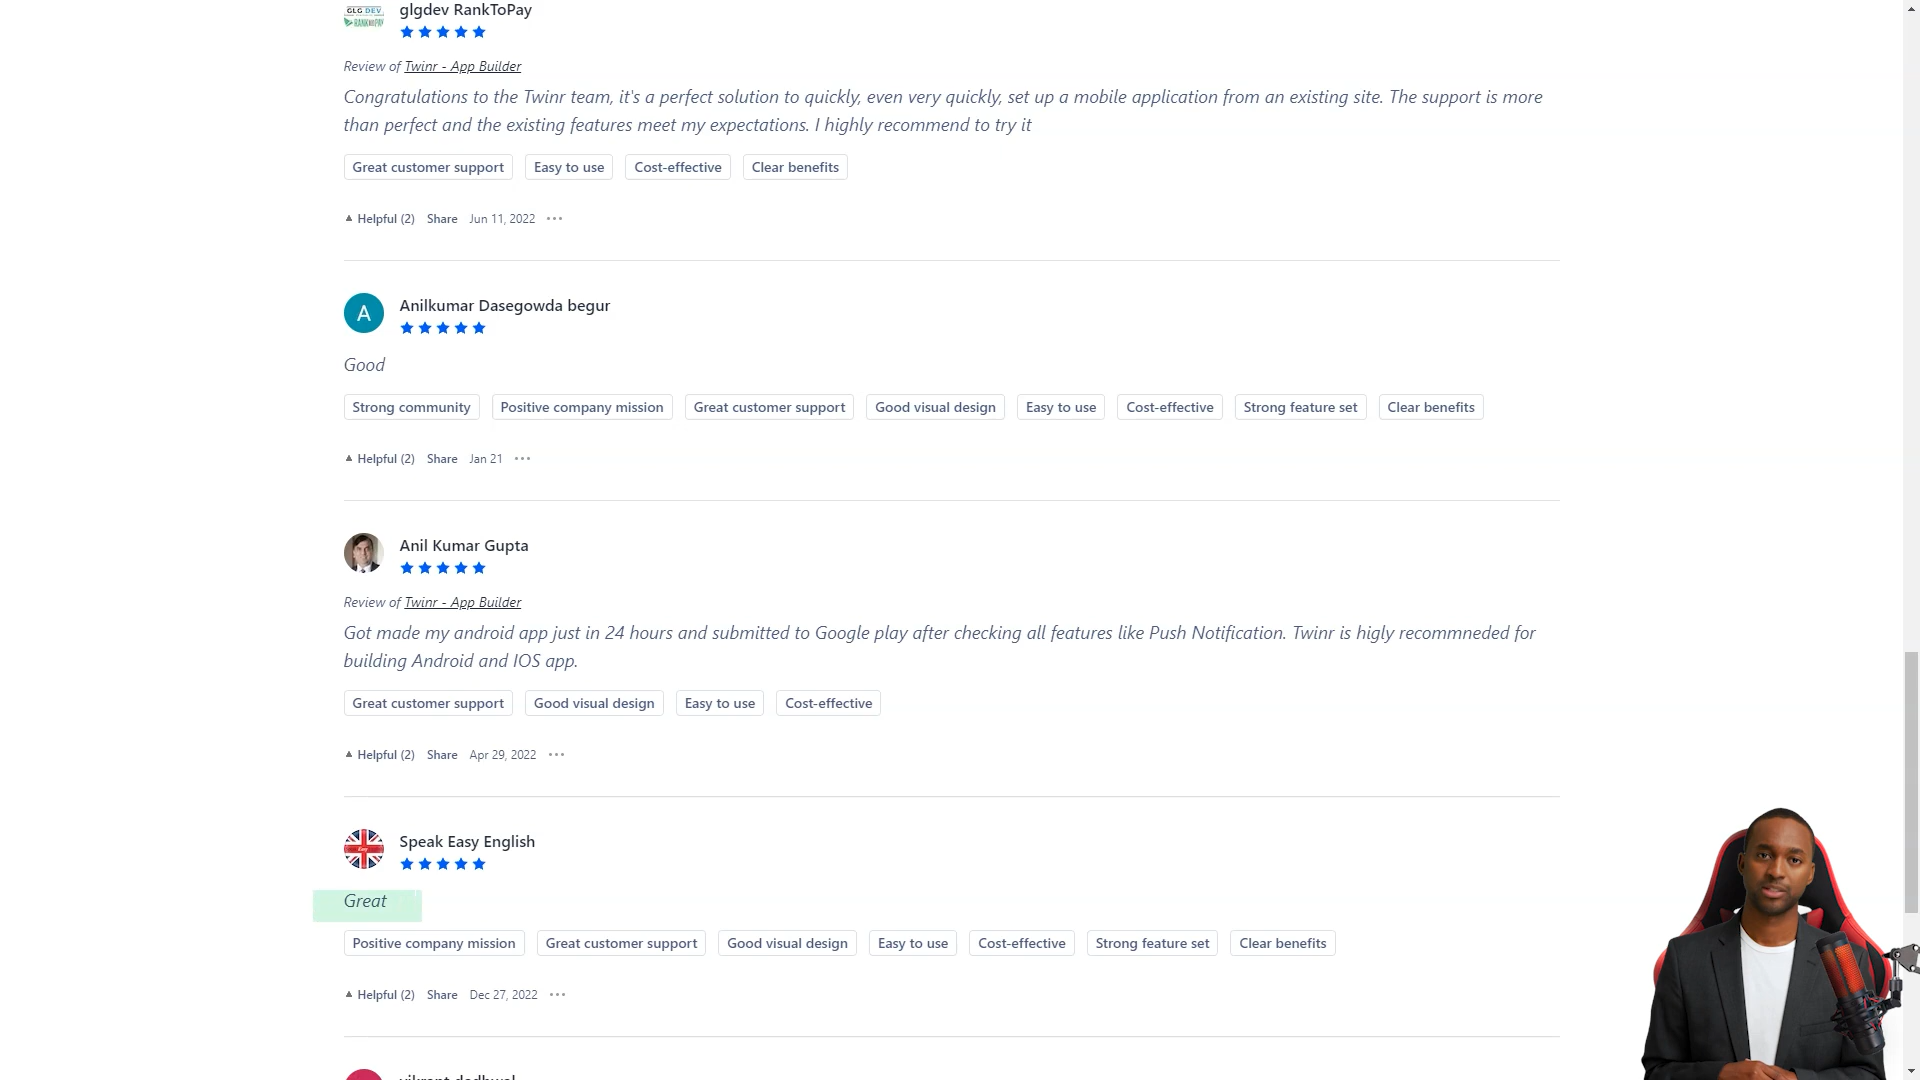 GLG DEV
RANK TO PAY
glgdev RankToPay
Review of Twinr - App Builder
Congratulations to the Twinr team, it's a perfect solution to quickly, even very quickly, set up a mobile application from an existing site. The support is more
than perfect and the existing features meet my expectations. I highly recommend to try it
Great customer support Easy to use Cost-effective Clear benefits
Helpful (2) Share Jun 11, 2022
A
Anilkumar Dasegowda begur
Good
Strong community Positive company mission Great customer support Good visual design Easy to use Cost-effective Strong feature set Clear benefits
Helpful (2) Share Jan 21
Anil Kumar Gupta
Review of Twinr - App Builder
Got made my android app just in 24 hours and submitted to Google play after checking all features like Push Notification. Twinr is higly recommneded for
building Android and IOS app.
Great customer support Good visual design Easy to use Cost-effective
Helpful (2) Share Apr 29, 2022
Speak Easy English
Great
Positive company mission Great customer support Good visual design Easy to use Cost-effective Strong feature set Clear benefits
Helpful (2) Share Dec 27, 2022